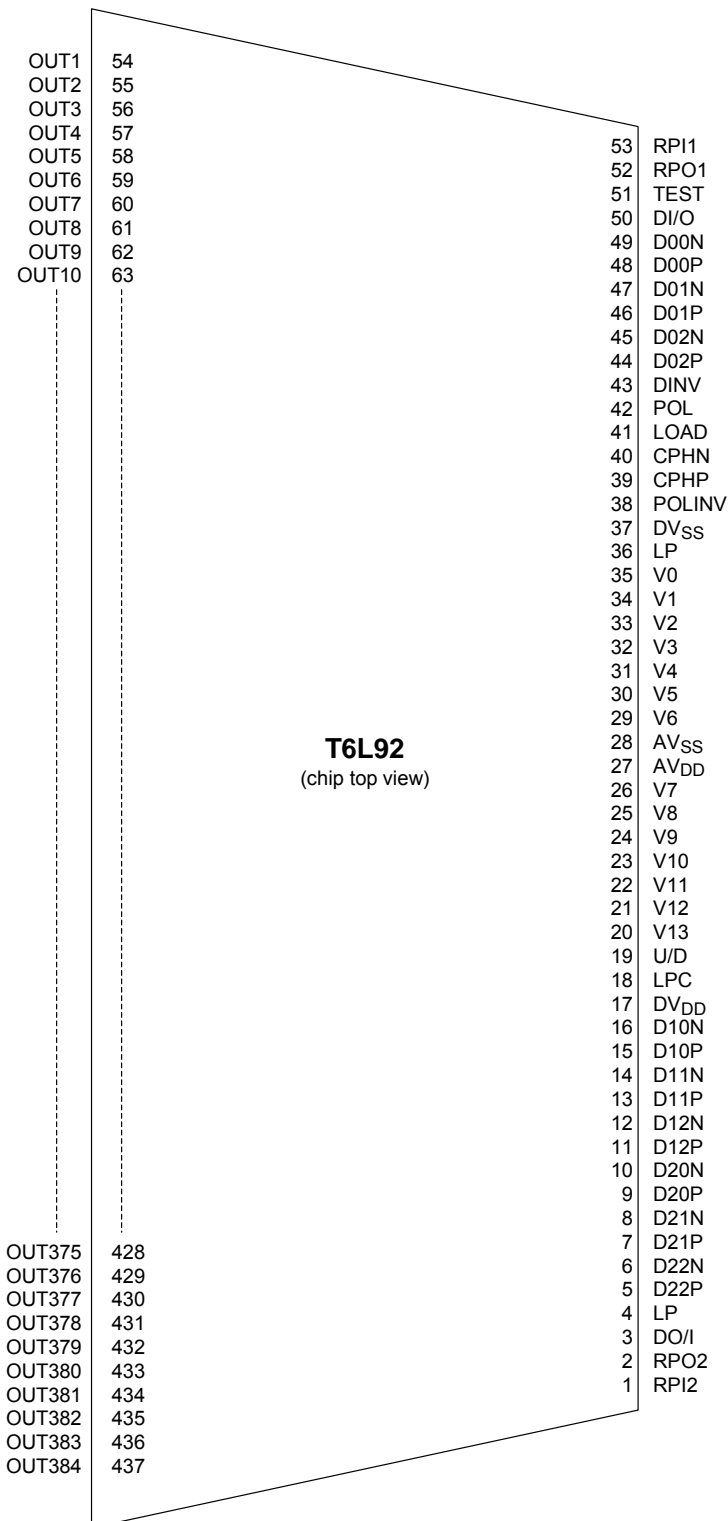 OUT1 54
OUT2 55
OUT3 56
OUT4 57
OUT5 58
OUT6 59
OUT7 60
OUT8 61
OUT9 62
OUT10 63
53 RPI1
52 RPO1
51 TEST
50 DI/O
49 D00N
48 D00P
47 D01N
46 D01P
45 D02N
44 D02P
43 DINV
42 POL
41 LOAD
40 CPHN
39 CPHP
38 POLINV
37 DVSS
36 LP
35 V0
34 V1
33 V2
32 V3
31 V4
30 V5
29 V6
28 AVSS
27 AVDD
26 V7
25 V8
24 V9
23 V10
22 V11
21 V12
20 V13
19 U/D
18 LPC
17 DVDD
16 D10N
15 D10P
14 D11N
13 D11P
12 D12N
11 D12P
10 D20N
9 D20P
8 D21N
7 D21P
6 D22N
5 D22P
4 LP
3 DO/I
2 RPO2
1 RPI2
T6L92
(chip top view)
OUT375 428
OUT376 429
OUT377 430
OUT378 431
OUT379 432
OUT380 433
OUT381 434
OUT382 435
OUT383 436
OUT384 437